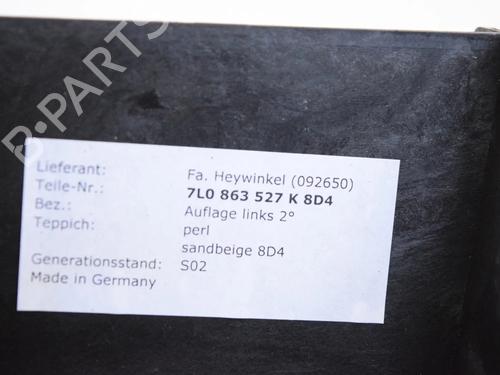 B-PARTS
Lieferant: Fa. Heywinkel (092650)
Teile-Nr.: 7L0 863 527 K 8D4
Bez.: Auflage links 2°
Teppich: perl
sandbeige 8D4
Generationsstand: S02
Made in Germany